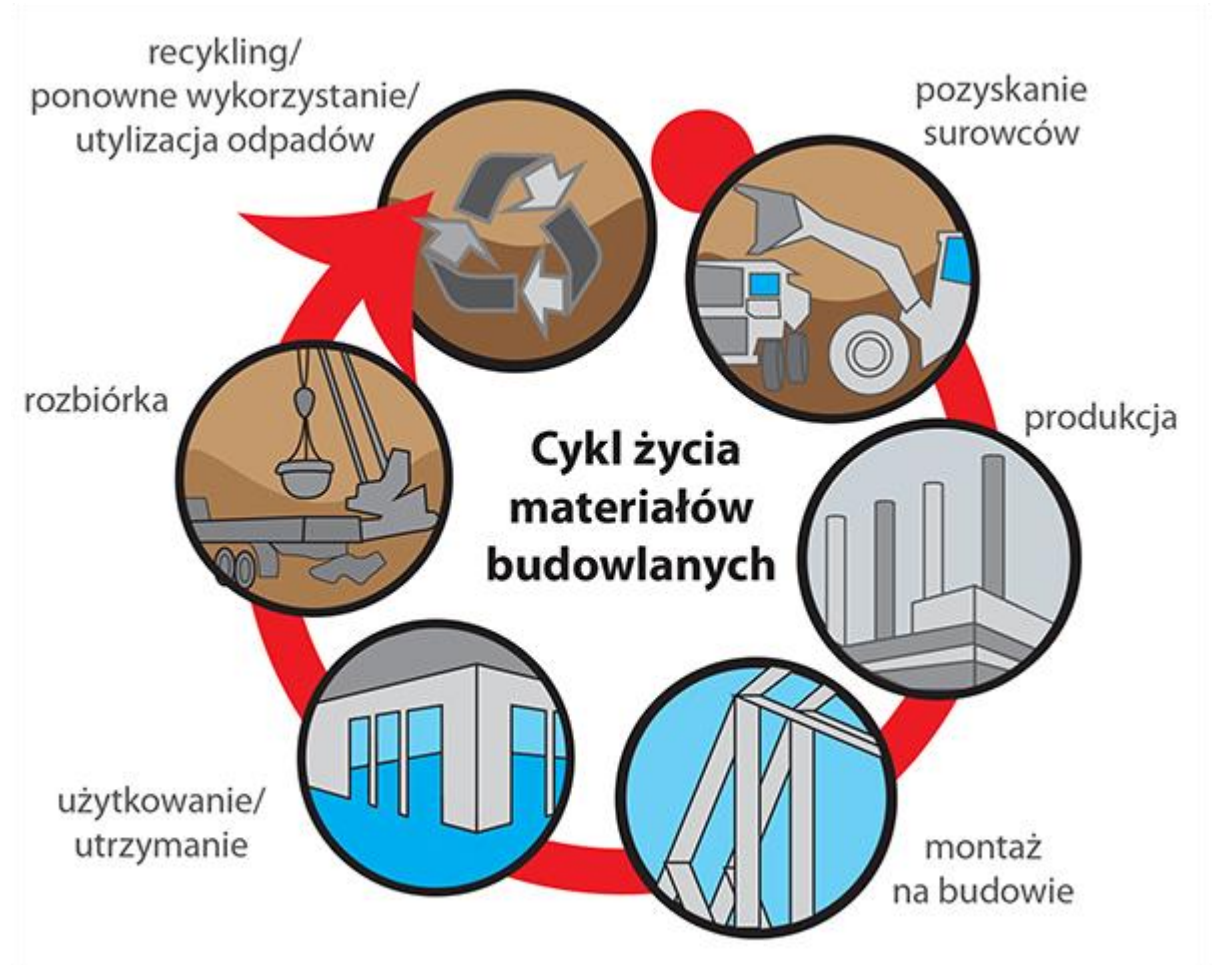 recykling/
ponowne wykorzystanie/
utylizacja odpadów
pozyskanie
surowców
rozbiórka
produkcja
Cykl życia
materiałów
budowlanych
użytkowanie/
utrzymanie
montaż
na budowie